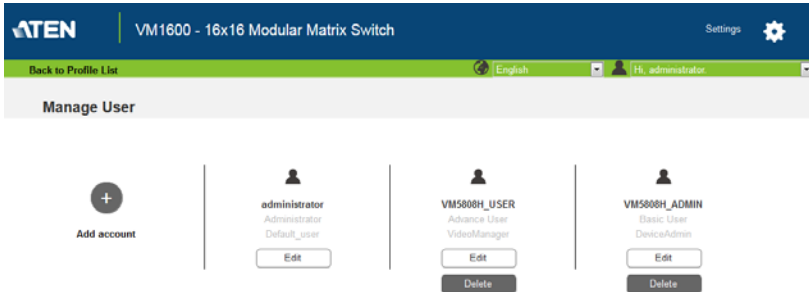 ATEN VM1600 - 16x16 Modular Matrix Switch Settings
Back to Profile List English Hi, administrator.
Manage User
Add account
administrator
Administrator
Default_user
Edit
VM5808H_USER
Advance User
VideoManager
Edit
Delete
VM5808H_ADMIN
Basic User
DeviceAdmin
Edit
Delete